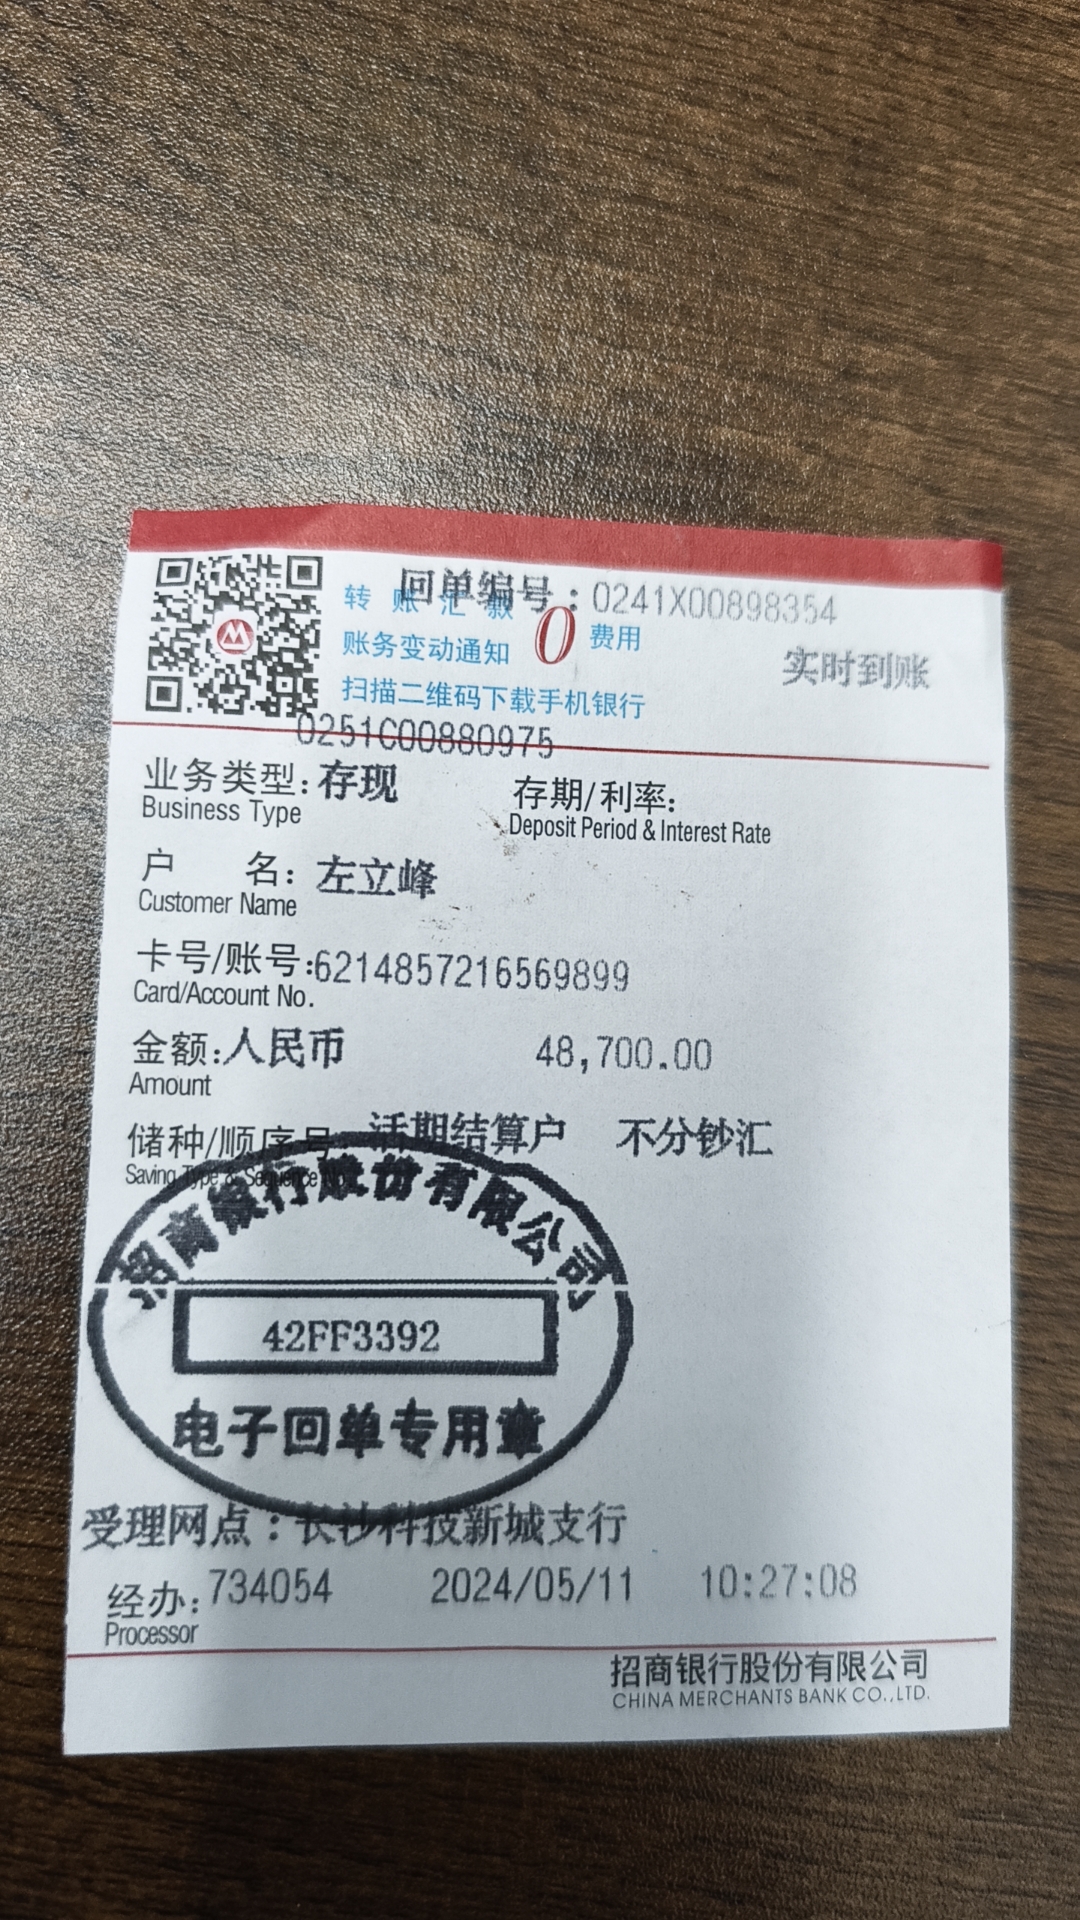 回单编号：0241X00898354
转账汇款
账务变动通知 0 费用
实时到账
扫描二维码下载手机银行
0251C00880975
业务类型：存现 存期/利率：
Business Type Deposit Period & Interest Rate
户 名：左立峰
Customer Name
卡号/账号：6214857216569899
Card/Account No.
金额：人民币 48,700.00
Amount
储种/顺序号 活期结算户 不分钞汇
Saving Type & Sequence No.
招商银行股份有限公司
42FF3392
电子回单专用章
受理网点：长沙科技新城支行
经办：734054 2024/05/11 10:27:08
Processor
招商银行股份有限公司
CHINA MERCHANTS BANK CO.,LTD.